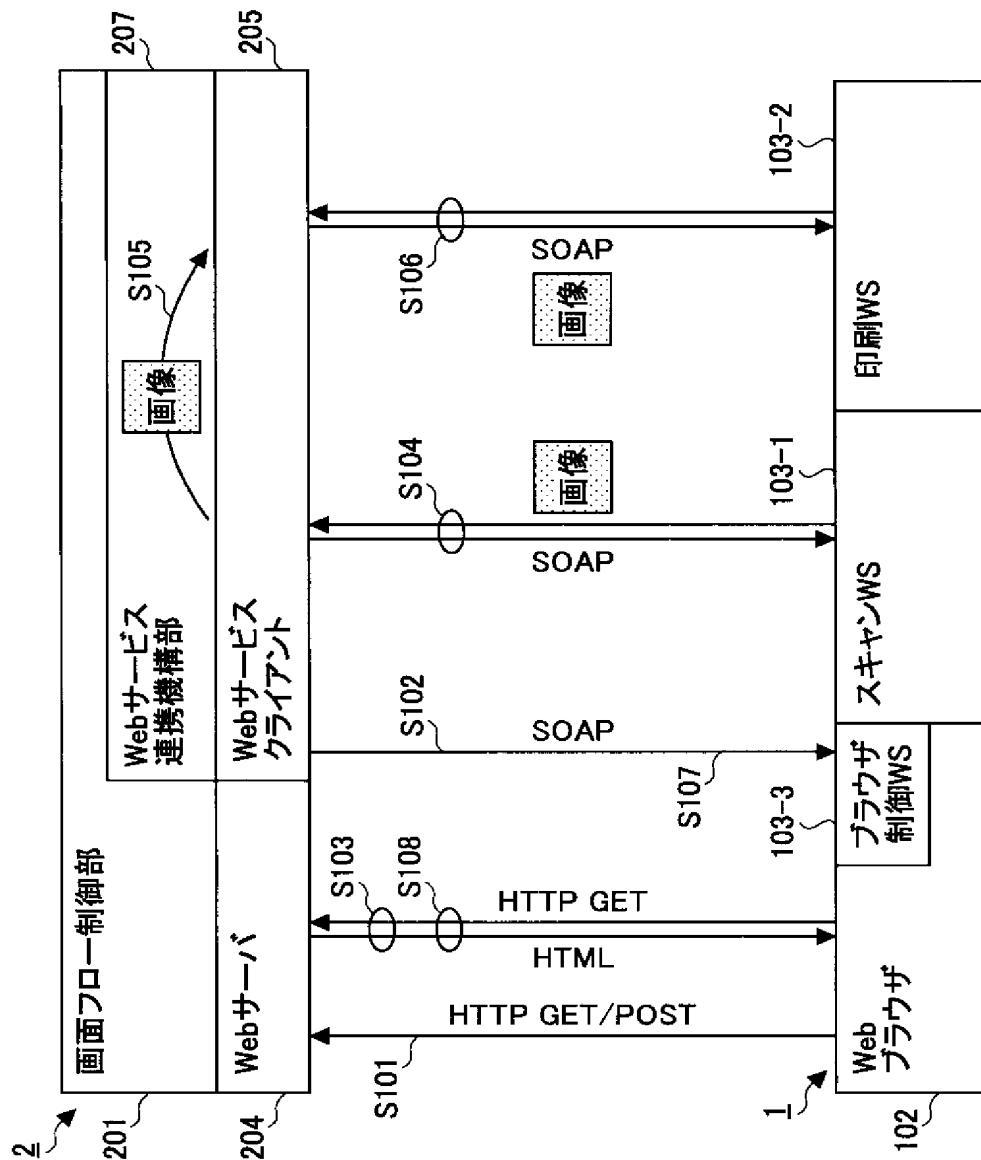 2
画面フロー制御部
201
207
Webサービス
連携機構部
画像
S105
Webサーバ
204
Webサービス
クライアント
205
S101
HTTP GET/POST
S103
S108
HTML
HTTP GET
S102
SOAP
S107
S104
SOAP
画像
S106
SOAP
画像
1
102
Web
ブラウザ
103-3
ブラウザ
制御WS
103-1
スキャンWS
103-2
印刷WS